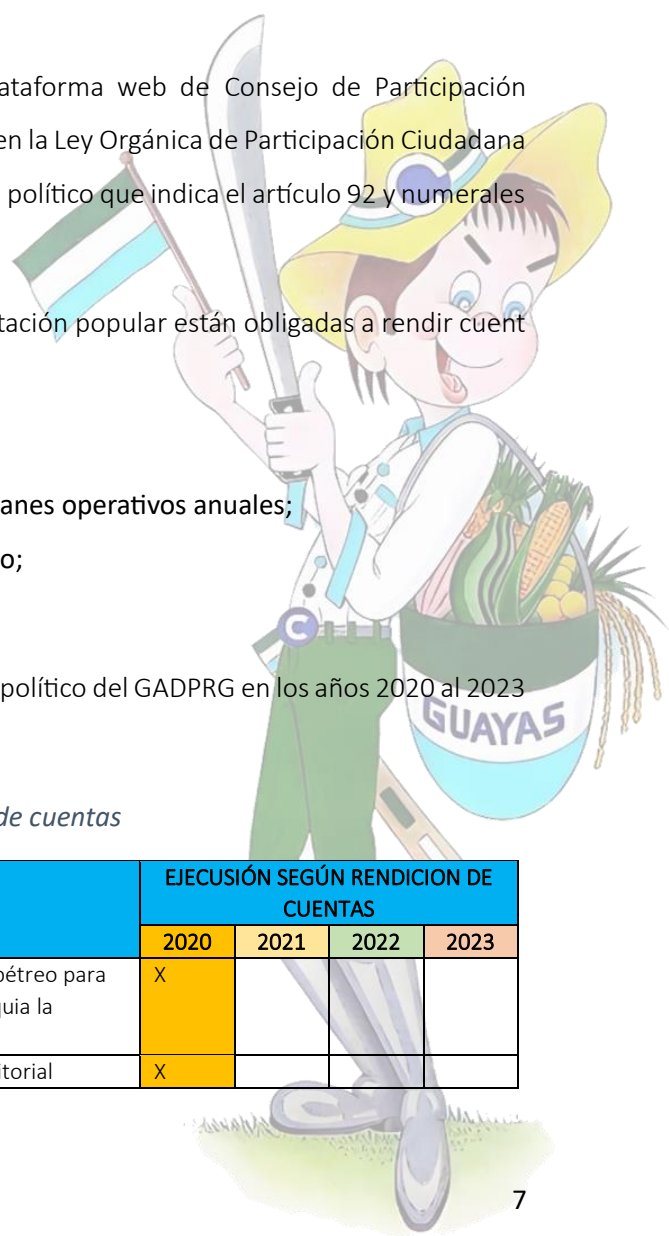 ataforma web de Consejo de Participación
en la Ley Orgánica de Participación Ciudadana
político que indica el artículo 92 y numerales
tación popular están obligadas a rendir cuent
anes operativos anuales;
o;
C
político del GADPRG en los años 2020 al 2023
GUAYAS
de cuentas
EJECUSIÓN SEGÚN RENDICION DE
CUENTAS
2020 2021 2022 2023
pétreo para X
uia la
itorial X
7